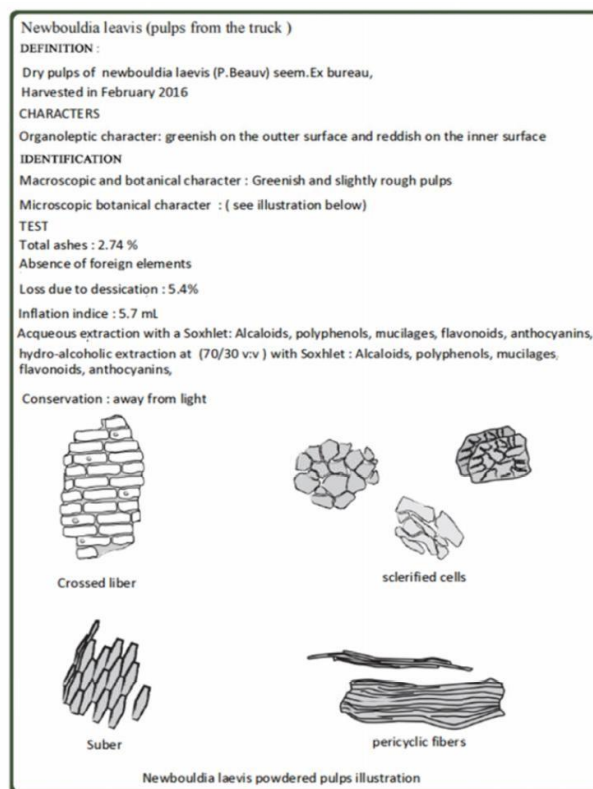 Newbouldia leavis (pulps from the truck )
DEFINITION :
Dry pulps of newbouldia laevis (P.Beauv) seem.Ex bureau,
Harvested in February 2016
CHARACTERS
Organoleptic character: greenish on the outter surface and reddish on the inner surface
IDENTIFICATION
Macroscopic and botanical character : Greenish and slightly rough pulps
Microscopic botanical character : ( see illustration below)
TEST
Total ashes : 2.74 %
Absence of foreign elements
Loss due to dessication : 5.4%
Inflation indice : 5.7 mL
Acqueous extraction with a Soxhlet: Alcaloids, polyphenols, mucilages, flavonoids, anthocyanins,
hydro-alcoholic extraction at (70/30 v:v ) with Soxhlet : Alcaloids, polyphenols, mucilages,
flavonoids, anthocyanins,
Conservation : away from light
Crossed liber
sclerified cells
Suber
pericyclic fibers
Newbouldia laevis powdered pulps illustration